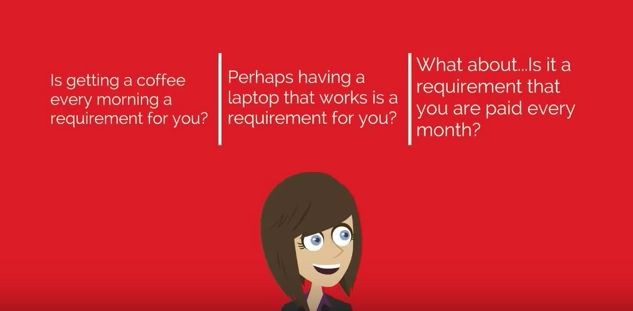 Is getting a coffee
every morning a
requirement for you?
Perhaps having a
laptop that works is a
requirement for you?
What about...Is it a
requirement that
you are paid every
month?